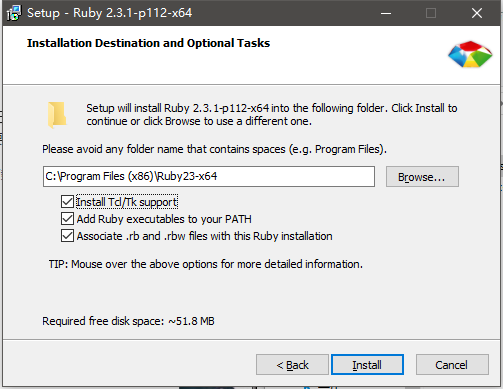 Setup - Ruby 2.3.1-p112-x64
Installation Destination and Optional Tasks
Setup will install Ruby 2.3.1-p112-x64 into the following folder. Click Install to
continue or click Browse to use a different one.
Please avoid any folder name that contains spaces (e.g. Program Files).
C:\Program Files (x86)\Ruby23-x64
Browse...
Install Tcl/Tk support
Add Ruby executables to your PATH
Associate .rb and .rbw files with this Ruby installation
TIP: Mouse over the above options for more detailed information.
Required free disk space: ~51.8 MB
< Back
Install
Cancel